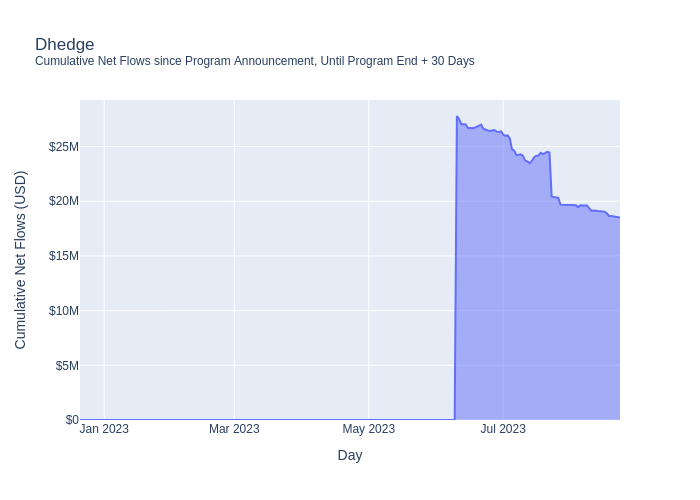 Dhedge
Cumulative Net Flows since Program Announcement, Until Program End + 30 Days
Cumulative Net Flows (USD)
$25M
$20M
$15M
$10M
$5M
$0
Jan 2023
Mar 2023
May 2023
Jul 2023
Day